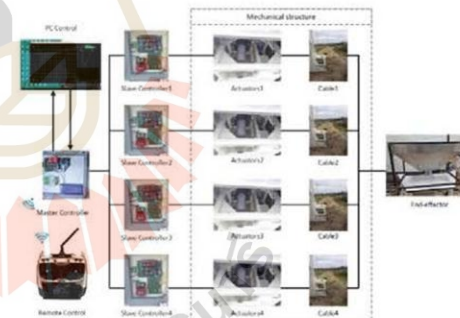 Mechanical structure
PC Control
Slave Controller1
Actuators1
Cable1
Slave Controller2
Actuators2
Cable2
Master Controller
End-effector
Slave Controller3
Actuators3
Cable3
Remote Control
Slave Controller4
Actuators4
Cable4